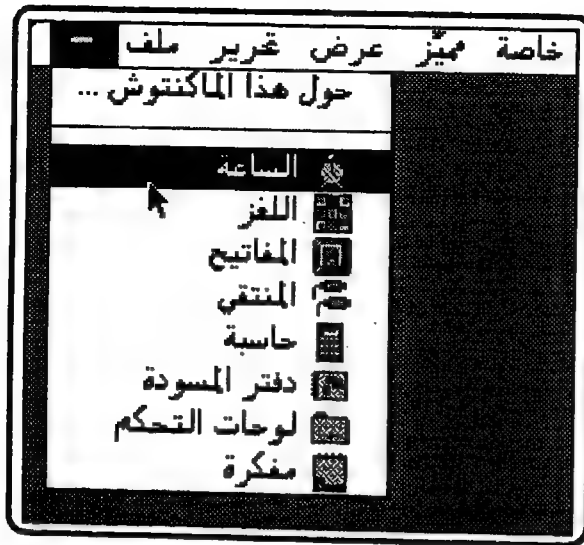 خاصة مميّز عرض تحرير ملف
حول هذا الماكنتوش ...
الساعة
اللغز
المفاتيح
المنتقي
حاسبة
دفتر المسودة
لوحات التحكم
مفكرة